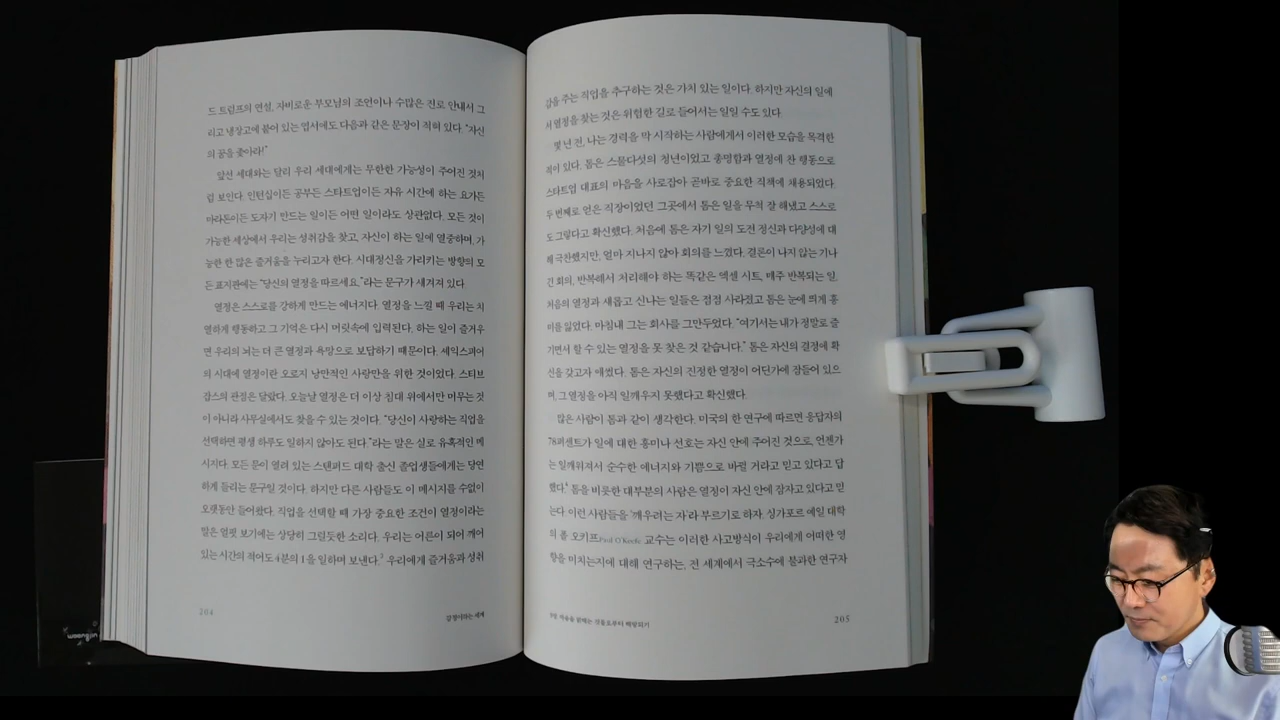 드 트럼프의 연설, 자비로운 부모님의 조언이나 수많은 진로 안내서 그
리고 냉장고에 붙어 있는 엽서에도 다음과 같은 문장이 적혀 있다. "자신
의 꿈을 좇아라!"
앞선 세대와는 달리 우리 세대에게는 무한한 가능성이 주어진 것처
럼 보인다. 인턴십이든 공부든 스타트업이든 자유 시간에 하는 요가든
마라톤이든 도자기 만드는 일이든 어떤 일이라도 상관없다. 모든 것이
가능한 세상에서 우리는 성취감을 찾고, 자신이 하는 일에 열중하며, 가
능한 한 많은 즐거움을 누리고자 한다. 시대정신을 가리키는 방향의 모
든 표지판에는 "당신의 열정을 따르세요."라는 문구가 새겨져 있다.
열정은 스스로를 강하게 만드는 에너지다. 열정을 느낄 때 우리는 치
열하게 행동하고 그 기억은 다시 머릿속에 입력된다. 하는 일이 즐거우
면 우리의 뇌는 더 큰 열정과 욕망으로 보답하기 때문이다. 셰익스피어
의 시대에 열정이란 오로지 낭만적인 사랑만을 위한 것이었다. 스티브
잡스의 관점은 달랐다. 오늘날 열정은 더 이상 침대 위에서만 머무는 것
이 아니라 사무실에서도 찾을 수 있는 것이다. "당신이 사랑하는 직업을
선택하면 평생 하루도 일하지 않아도 된다."라는 말은 실로 유혹적인 메
시지다. 모든 문이 열려 있는 스탠퍼드 대학 출신 졸업생들에게는 당연
하게 들리는 문구일 것이다. 하지만 다른 사람들도 이 메시지를 수없이
오랫동안 들어왔다. 직업을 선택할 때 가장 중요한 조건이 열정이라는
말은 얼핏 보기에는 상당히 그럴듯한 소리다. 우리는 어른이 되어 깨어
있는 시간의 적어도 4분의 1을 일하며 보낸다.3 우리에게 즐거움과 성취
204
감정이라는 세계
감을 주는 직업을 추구하는 것은 가치 있는 일이다. 하지만 자신의 일에
서 열정을 찾는 것은 위험한 길로 들어서는 일일 수도 있다.
몇 년 전, 나는 경력을 막 시작하는 사람에게서 이러한 모습을 목격한
적이 있다. 톰은 스물다섯의 청년이었고 총명함과 열정에 찬 행동으로
스타트업 대표의 마음을 사로잡아 곧바로 중요한 직책에 채용되었다.
두 번째로 얻은 직장이었던 그곳에서 톰은 일을 무척 잘 해냈고 스스로
도 그렇다고 확신했다. 처음에 톰은 자기 일의 도전 정신과 다양성에 대
해 극찬했지만, 얼마 지나지 않아 회의를 느꼈다. 결론이 나지 않는 기나
긴 회의, 반복해서 처리해야 하는 똑같은 엑셀 시트, 매주 반복되는 일.
처음의 열정과 새롭고 신나는 일들은 점점 사라졌고 톰은 눈에 띄게 흥
미를 잃었다. 마침내 그는 회사를 그만두었다. "여기서는 내가 정말로 즐
기면서 할 수 있는 열정을 못 찾은 것 같습니다." 톰은 자신의 결정에 확
신을 갖고자 애썼다. 톰은 자신의 진정한 열정이 어딘가에 잠들어 있으
며, 그 열정을 아직 일깨우지 못했다고 확신했다.
많은 사람이 톰과 같이 생각한다. 미국의 한 연구에 따르면 응답자의
78퍼센트가 일에 대한 흥미나 선호는 자신 안에 주어진 것으로, 언젠가
는 일깨워져서 순수한 에너지와 기쁨으로 바뀔 거라고 믿고 있다고 답
했다.4 톰을 비롯한 대부분의 사람은 열정이 자신 안에 잠자고 있다고 믿
는다. 이런 사람들을 '깨우려는 자'라 부르기로 하자. 싱가포르 예일 대학
의 폴 오키프Paul O'Keefe 교수는 이러한 사고방식이 우리에게 어떠한 영
향을 미치는지에 대해 연구하는, 전 세계에서 극소수에 불과한 연구자
205
woongjin